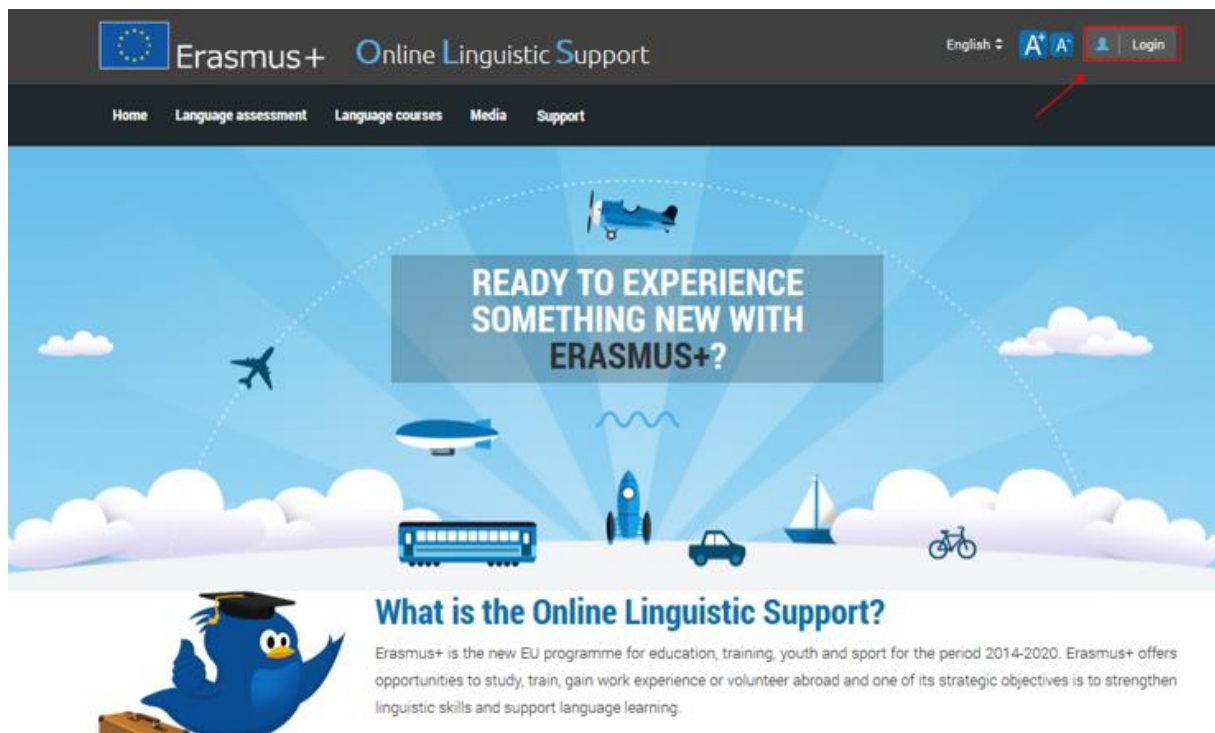 Erasmus+ Online Linguistic Support English A+ A- Login
Home Language assessment Language courses Media Support
READY TO EXPERIENCE
SOMETHING NEW WITH
ERASMUS+?
What is the Online Linguistic Support?
Erasmus+ is the new EU programme for education, training, youth and sport for the period 2014-2020. Erasmus+ offers
opportunities to study, train, gain work experience or volunteer abroad and one of its strategic objectives is to strengthen
linguistic skills and support language learning.